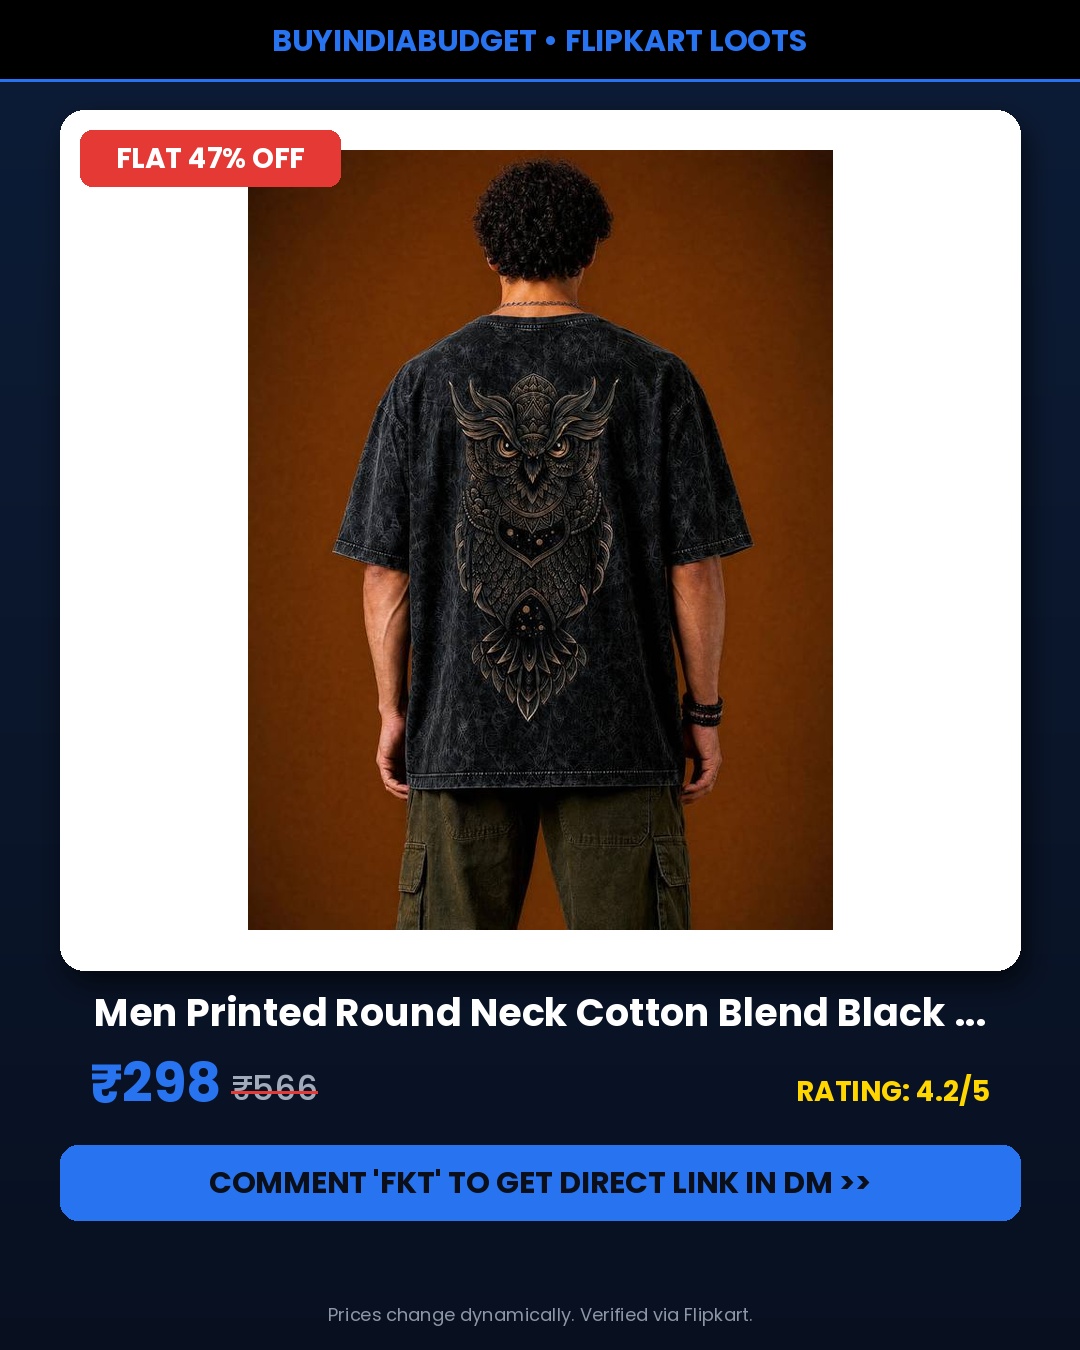 BUYINDIABUDGET • FLIPKART LOOTS
FLAT 47% OFF
Men Printed Round Neck Cotton Blend Black ...
₹298 ₹566
RATING: 4.2/5
COMMENT 'FKT' TO GET DIRECT LINK IN DM >>
Prices change dynamically. Verified via Flipkart.